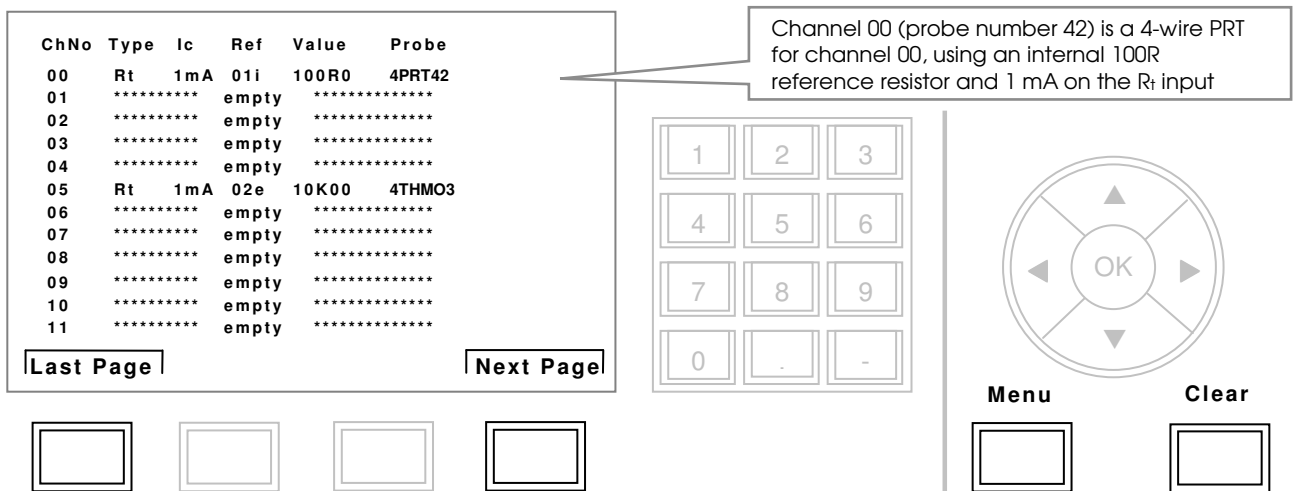 ChNo Type Ic Ref Value Probe
00 Rt 1mA 01i 100R0 4PRT42
01 ********** empty **************
02 ********** empty **************
03 ********** empty **************
04 ********** empty **************
05 Rt 1mA 02e 10K00 4THMO3
06 ********** empty **************
07 ********** empty **************
08 ********** empty **************
09 ********** empty **************
10 ********** empty **************
11 ********** empty **************
Last Page Next Page
Channel 00 (probe number 42) is a 4-wire PRT
for channel 00, using an internal 100R
reference resistor and 1 mA on the Rt input
1 2 3
4 5 6
7 8 9
0 . -
OK
Menu Clear